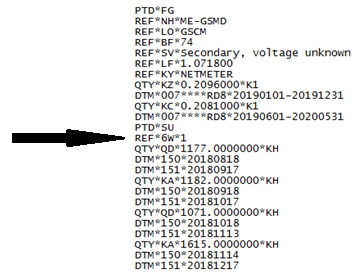 PTD*FG
REF*NH*ME-GSMD
REF*LO*GSCM
REF*BF*74
REF*SV*Secondary, voltage unknown
REF*LF*1.071800
REF*KY*NETMETER
QTY*KZ*0.2096000*K1
DTM*007****RD8*20190101-20191231
QTY*KC*0.2081000*K1
DTM*007****RD8*20190601-20200531
PTD*SU
REF*6W*1
QTY*QD*1177.0000000*KH
DTM*150*20180818
DTM*151*20180917
QTY*KA*1182.0000000*KH
DTM*150*20180918
DTM*151*20181017
QTY*QD*1071.0000000*KH
DTM*150*20181018
DTM*151*20181113
QTY*KA*1615.0000000*KH
DTM*150*20181114
DTM*151*20181217